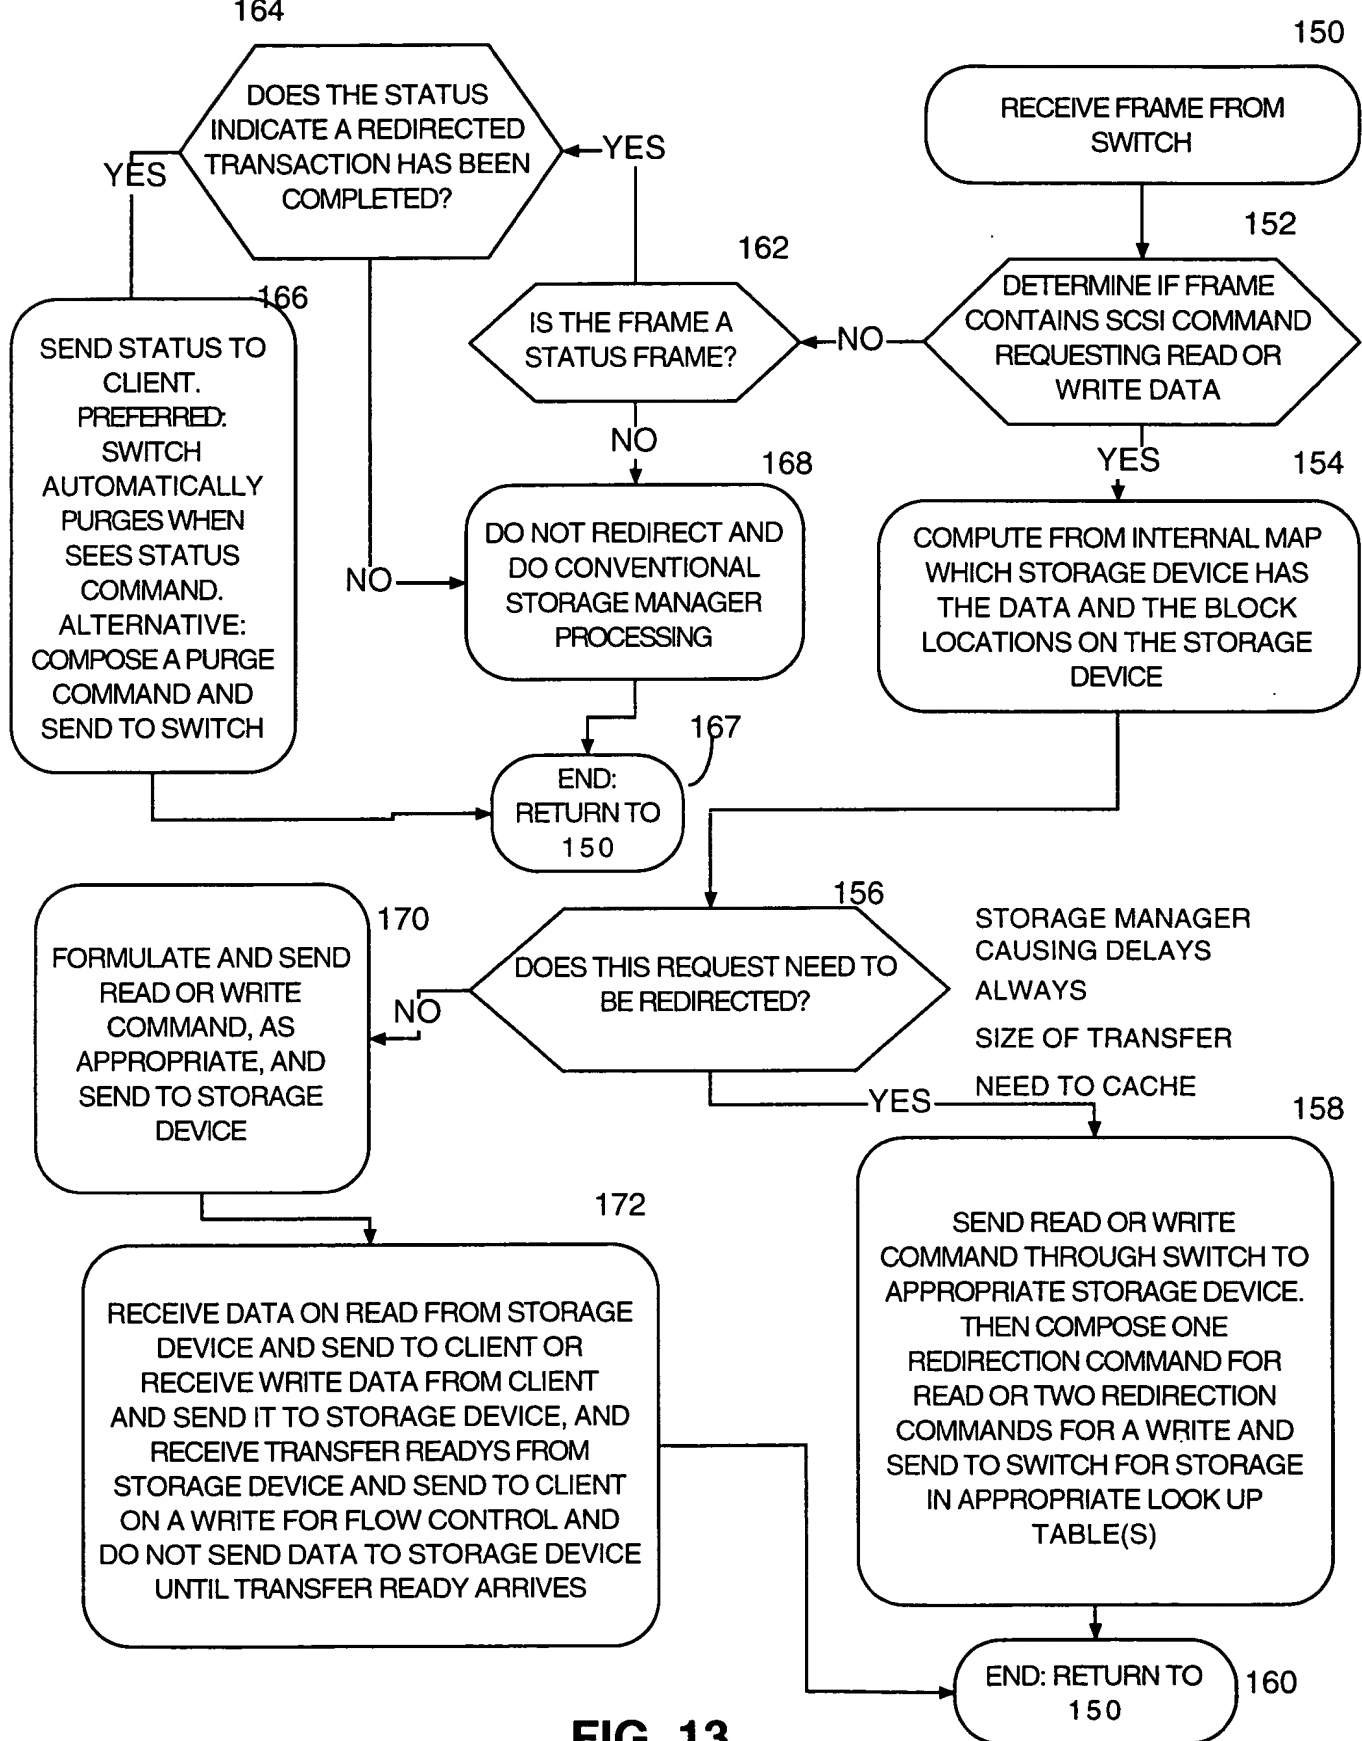 164
150
DOES THE STATUS
INDICATE A REDIRECTED
TRANSACTION HAS BEEN
COMPLETED?
YES
YES
RECEIVE FRAME FROM
SWITCH
152
162
DETERMINE IF FRAME
CONTAINS SCSI COMMAND
REQUESTING READ OR
WRITE DATA
NO
IS THE FRAME A
STATUS FRAME?
166
SEND STATUS TO
CLIENT.
PREFERRED:
SWITCH
AUTOMATICALLY
PURGES WHEN
SEES STATUS
COMMAND.
ALTERNATIVE:
COMPOSE A PURGE
COMMAND AND
SEND TO SWITCH
NO
168
YES
154
DO NOT REDIRECT AND
DO CONVENTIONAL
STORAGE MANAGER
PROCESSING
NO
COMPUTE FROM INTERNAL MAP
WHICH STORAGE DEVICE HAS
THE DATA AND THE BLOCK
LOCATIONS ON THE STORAGE
DEVICE
167
END:
RETURN TO
150
156
DOES THIS REQUEST NEED TO
BE REDIRECTED?
STORAGE MANAGER
CAUSING DELAYS
ALWAYS
SIZE OF TRANSFER
NEED TO CACHE
170
FORMULATE AND SEND
READ OR WRITE
COMMAND, AS
APPROPRIATE, AND
SEND TO STORAGE
DEVICE
NO
YES
158
SEND READ OR WRITE
COMMAND THROUGH SWITCH TO
APPROPRIATE STORAGE DEVICE.
THEN COMPOSE ONE
REDIRECTION COMMAND FOR
READ OR TWO REDIRECTION
COMMANDS FOR A WRITE AND
SEND TO SWITCH FOR STORAGE
IN APPROPRIATE LOOK UP
TABLE(S)
172
RECEIVE DATA ON READ FROM STORAGE
DEVICE AND SEND TO CLIENT OR
RECEIVE WRITE DATA FROM CLIENT
AND SEND IT TO STORAGE DEVICE, AND
RECEIVE TRANSFER READYS FROM
STORAGE DEVICE AND SEND TO CLIENT
ON A WRITE FOR FLOW CONTROL AND
DO NOT SEND DATA TO STORAGE DEVICE
UNTIL TRANSFER READY ARRIVES
END: RETURN TO
150
160
FIG. 13